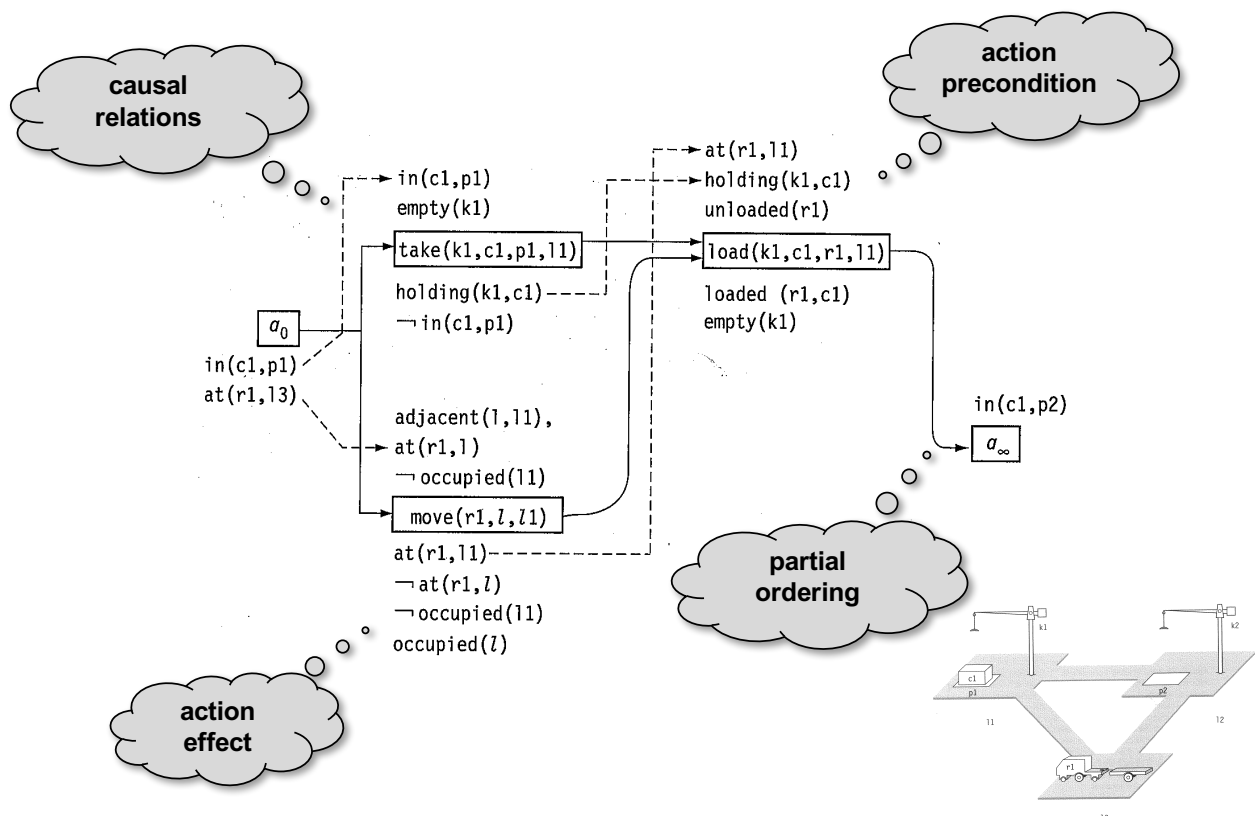 causal
relations
action
precondition
in(c1,p1)
empty(k1)
take(k1,c1,p1,l1)
holding(k1,c1)
¬in(c1,p1)
at(r1,l1)
holding(k1,c1)
unloaded(r1)
load(k1,c1,r1,l1)
loaded (r1,c1)
empty(k1)
a₀
in(c1,p1)
at(r1,l3)
adjacent(l,l1),
at(r1,l)
¬occupied(l1)
move(r1,l,l1)
at(r1,l1)
¬at(r1,l)
¬occupied(l1)
occupied(l)
in(c1,p2)
a∞
partial
ordering
action
effect
k1
k2
c1
p1
p2
l1
l2
r1